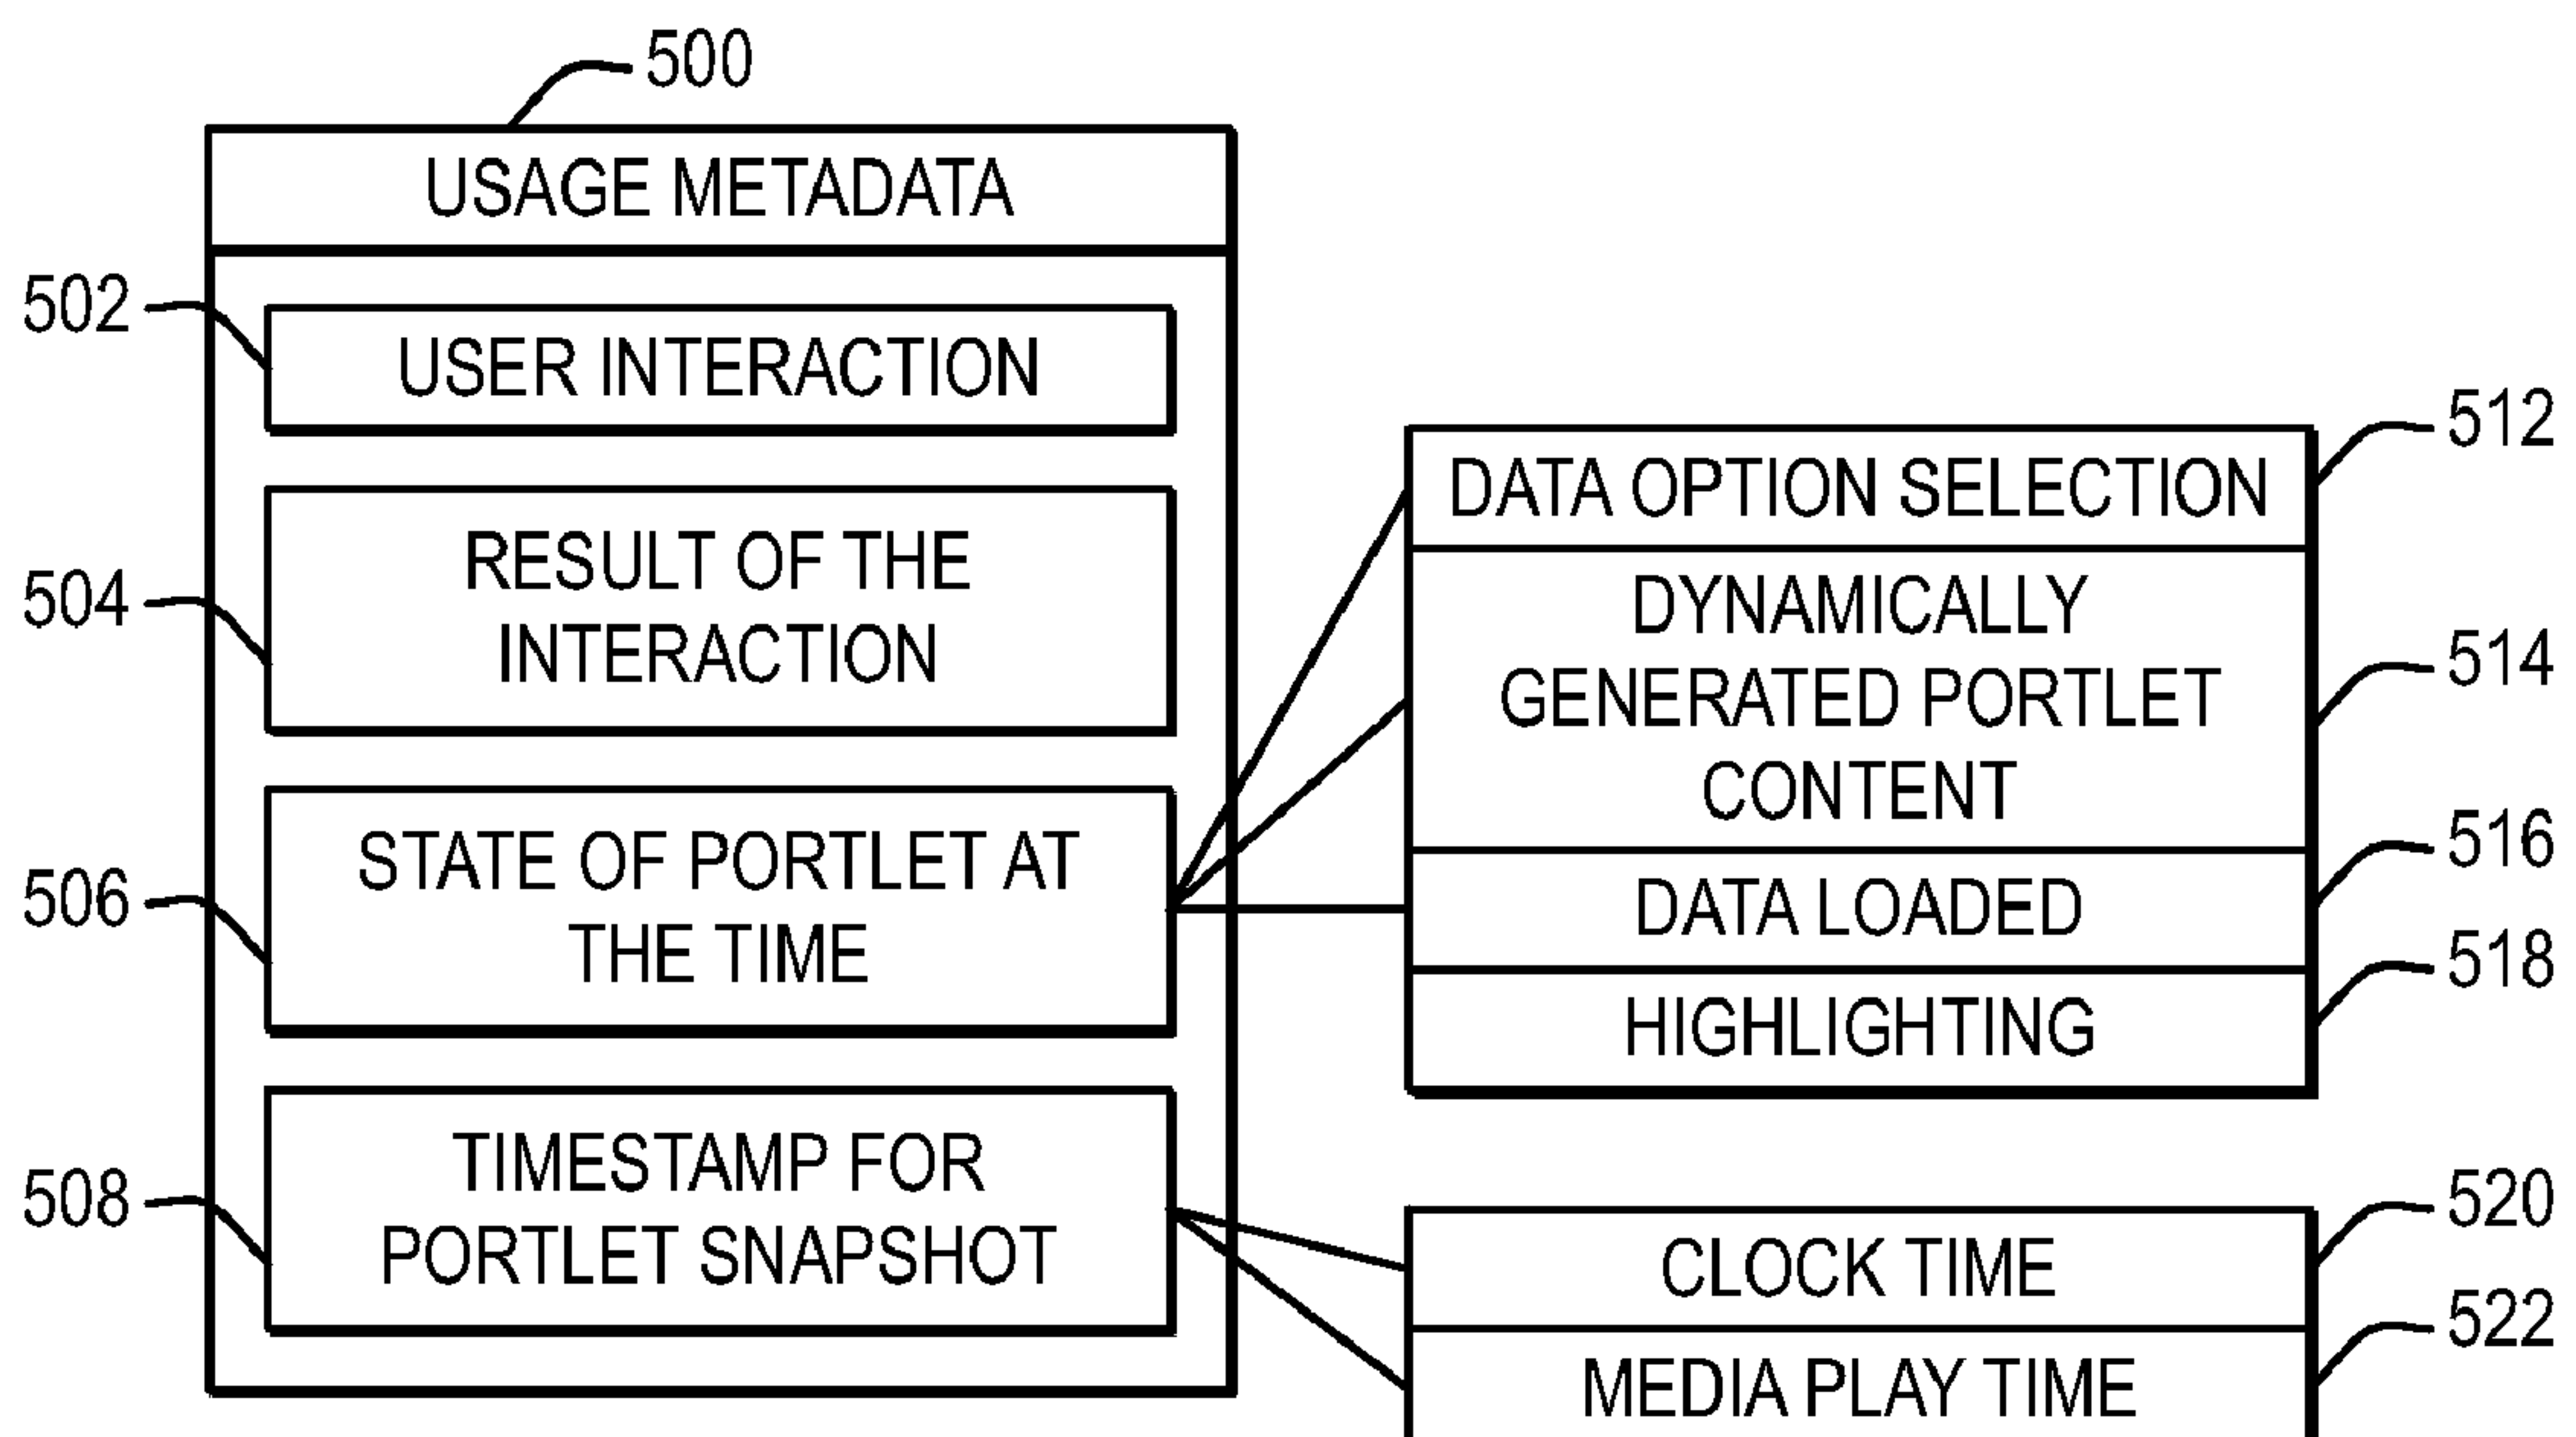 500
USAGE METADATA
502
USER INTERACTION
504
RESULT OF THE
INTERACTION
506
STATE OF PORTLET AT
THE TIME
508
TIMESTAMP FOR
PORTLET SNAPSHOT
512
DATA OPTION SELECTION
DYNAMICALLY
GENERATED PORTLET
CONTENT
514
516
DATA LOADED
518
HIGHLIGHTING
520
CLOCK TIME
522
MEDIA PLAY TIME